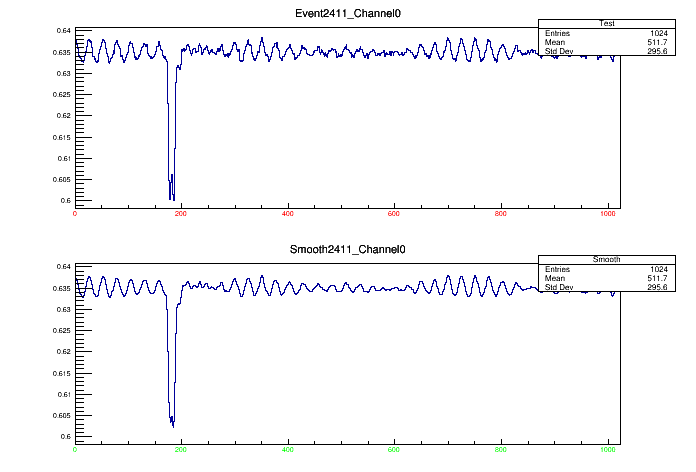 Event2411_Channel0
Test
Entries 1024
Mean 511.7
Std Dev 295.6
0.64
0.635
0.63
0.625
0.62
0.615
0.61
0.605
0.6
0 200 400 600 800 1000
Smooth2411_Channel0
Smooth
Entries 1024
Mean 511.7
Std Dev 295.6
0.64
0.635
0.63
0.625
0.62
0.615
0.61
0.605
0.6
0 200 400 600 800 1000